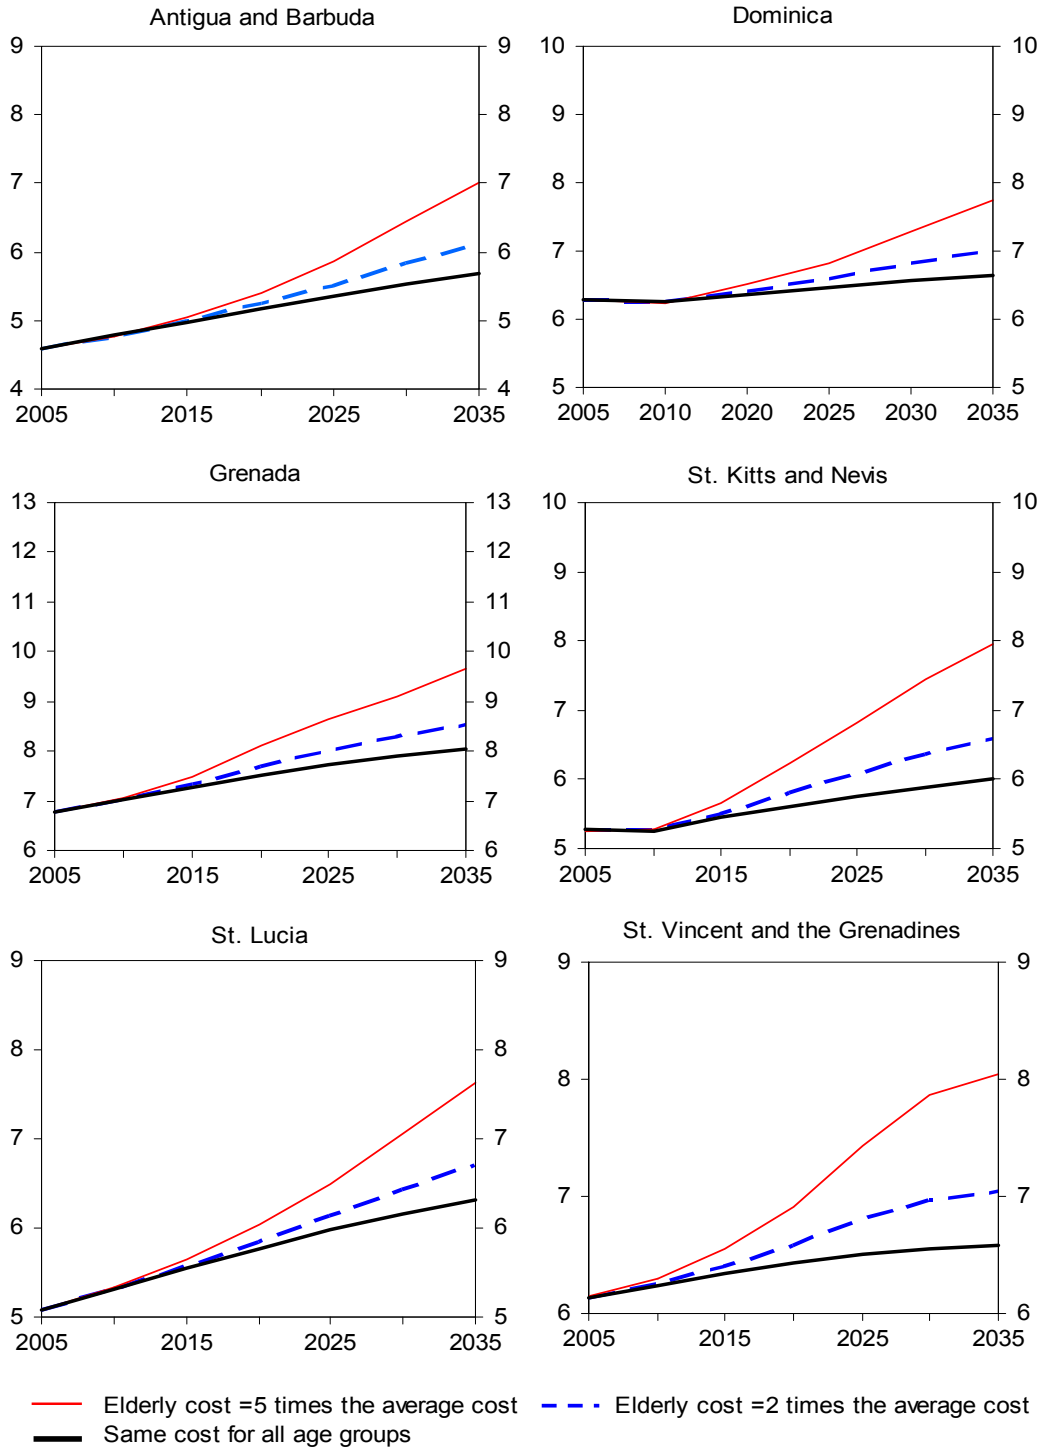 Antigua and Barbuda
9 9
8 8
7 7
6 6
5 5
4 4
2005 2015 2025 2035
Dominica
10 10
9 9
8 8
7 7
6 6
5 5
2005 2010 2020 2025 2030 2035
Grenada
13 13
12 12
11 11
10 10
9 9
8 8
7 7
6 6
2005 2015 2025 2035
St. Kitts and Nevis
10 10
9 9
8 8
7 7
6 6
5 5
2005 2015 2025 2035
St. Lucia
9 9
8 8
7 7
6 6
5 5
2005 2015 2025 2035
St. Vincent and the Grenadines
9 9
8 8
7 7
6 6
2005 2015 2025 2035
Elderly cost =5 times the average cost Elderly cost =2 times the average cost
Same cost for all age groups